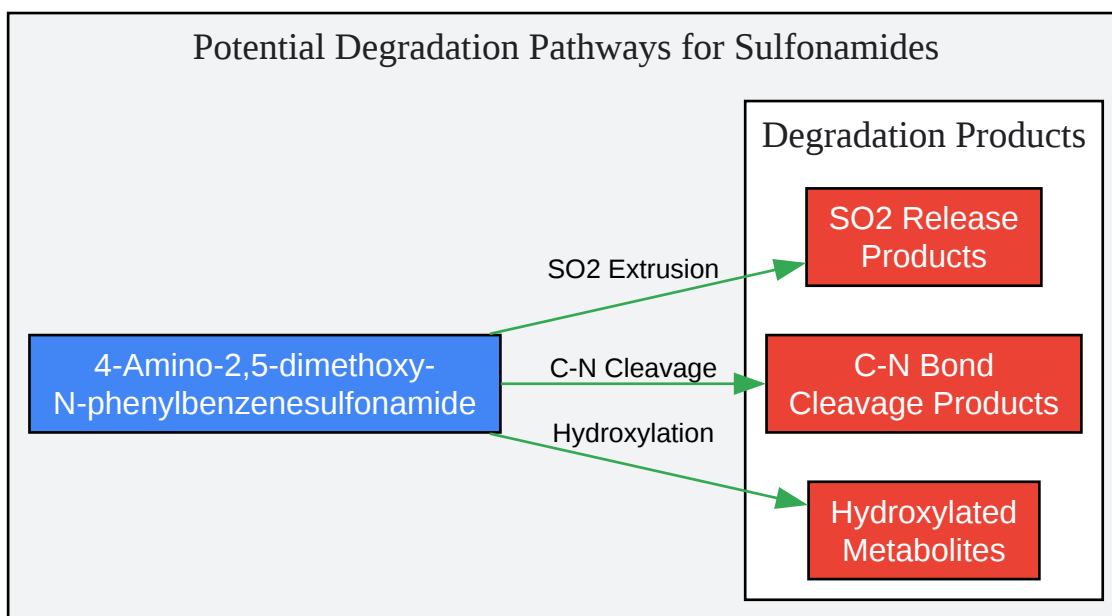 Potential Degradation Pathways for Sulfonamides
Degradation Products
SO2 Release
Products
SO2 Extrusion
4-Amino-2,5-dimethoxy-
N-phenylbenzenesulfonamide
C-N Cleavage
C-N Bond
Cleavage Products
Hydroxylation
Hydroxylated
Metabolites